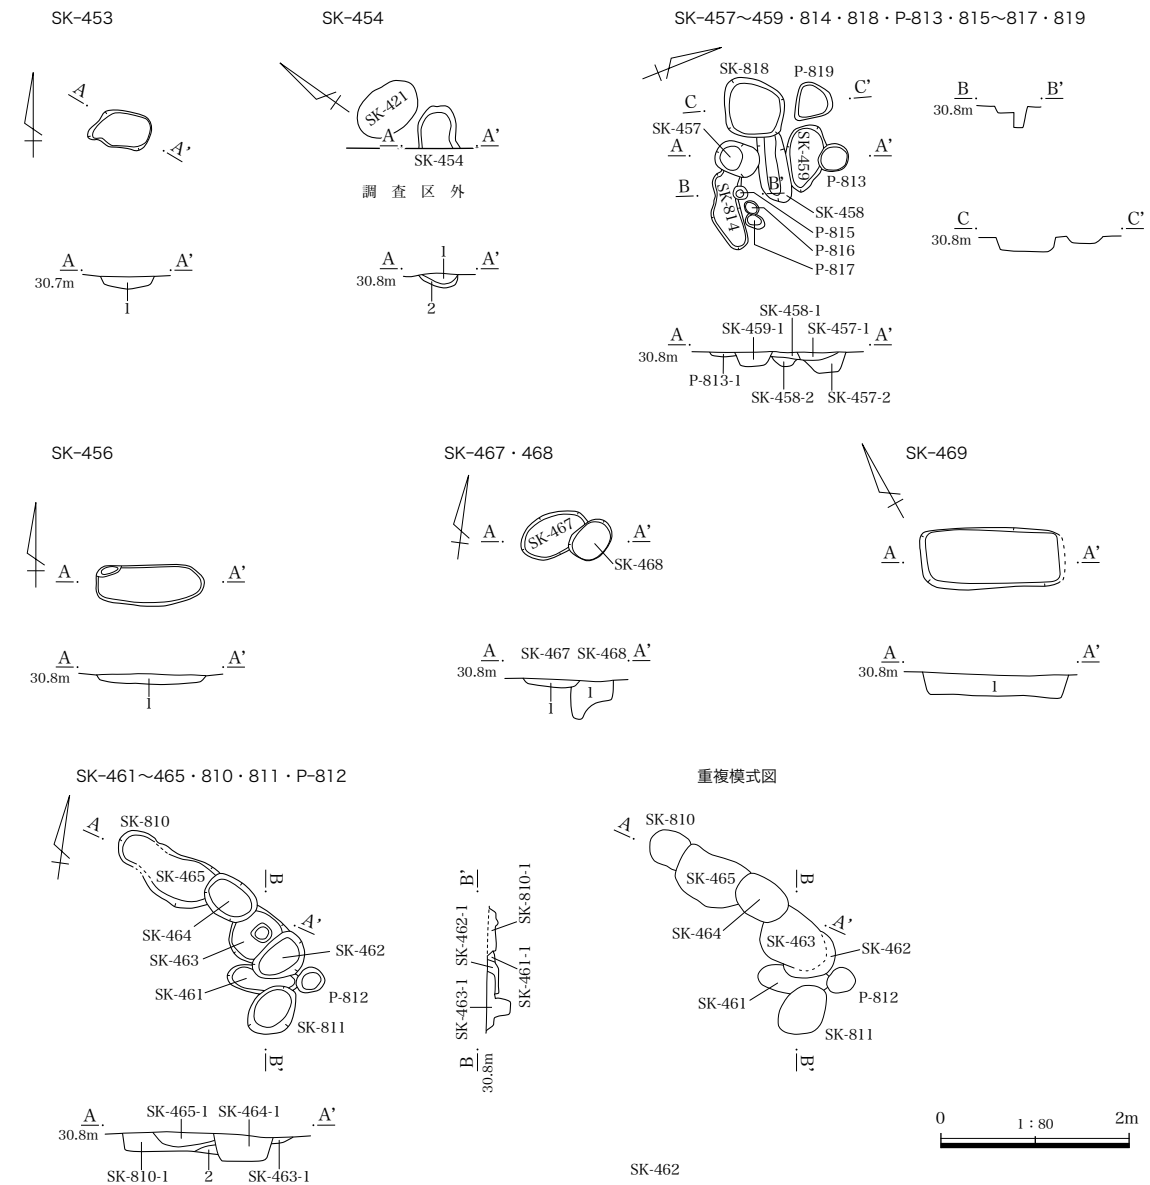 SK-453
A
A'
A
A'
30.7m
1
SK-454
SK-421
A
A'
SK-454
調査区外
1
A
A'
30.8m
2
SK-457～459・814・818・P-813・815～817・819
SK-818
P-819
C
C'
SK-457
A
SK-459
A'
P-813
B
B'
SK-814
SK-458
P-815
P-816
P-817
B
B'
30.8m
C
C'
30.8m
SK-458-1
SK-459-1
SK-457-1
A
A'
30.8m
P-813-1
SK-458-2
SK-457-2
SK-456
A
A'
A
A'
30.8m
1
SK-467・468
A
SK-467
A'
SK-468
A
SK-467
SK-468
A'
30.8m
1
1
SK-469
A
A'
A
A'
30.8m
1
SK-461～465・810・811・P-812
A
SK-810
SK-465
B
SK-464
A'
SK-463
SK-462
SK-461
P-812
SK-811
B'
B'
SK-810-1
SK-462-1
SK-461-1
SK-463-1
B
30.8m
SK-465-1
SK-464-1
A
A'
30.8m
SK-810-1
2
SK-463-1
重複模式図
A
SK-810
SK-465
B
SK-464
A'
SK-463
SK-462
SK-461
P-812
SK-811
B'
SK-462
0
1：80
2m